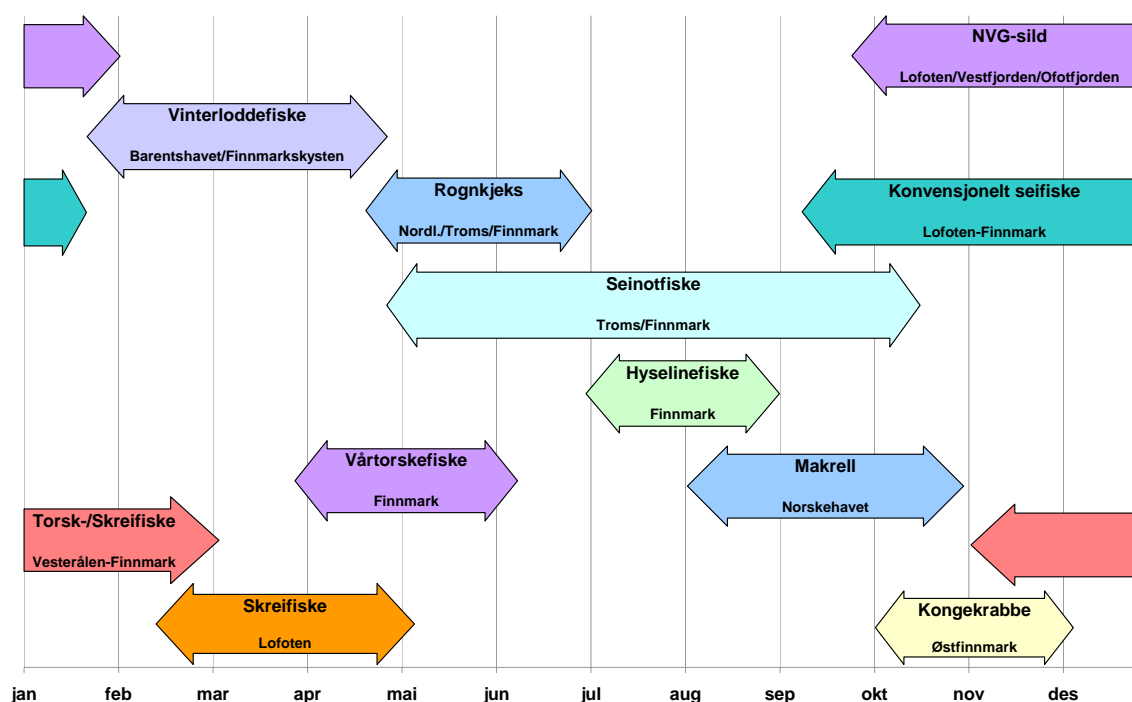 NVG-sild
Lofoten/Vestfjorden/Ofotfjorden
Vinterloddefiske
Barentshavet/Finnmarkskysten
Rognkjeks
Nordl./Troms/Finnmark
Konvensjonelt seifiske
Lofoten-Finnmark
Seinotfiske
Troms/Finnmark
Hyselinefiske
Finnmark
Vårtorskefiske
Finnmark
Makrell
Norskehavet
Torsk-/Skreifiske
Vesterålen-Finnmark
Skreifiske
Lofoten
Kongekrabbe
Østfinnmark
jan feb mar apr mai jun jul aug sep okt nov des